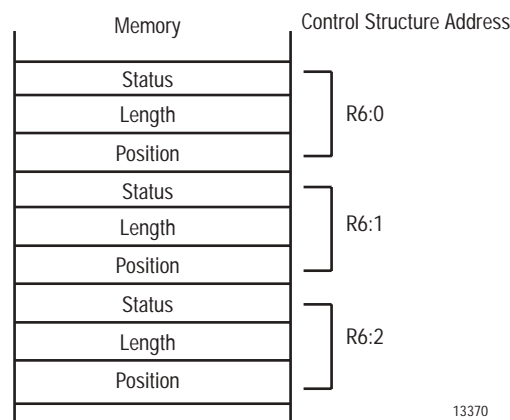 Memory Control Structure Address
Status
Length R6:0
Position
Status
Length R6:1
Position
Status
Length R6:2
Position
13370